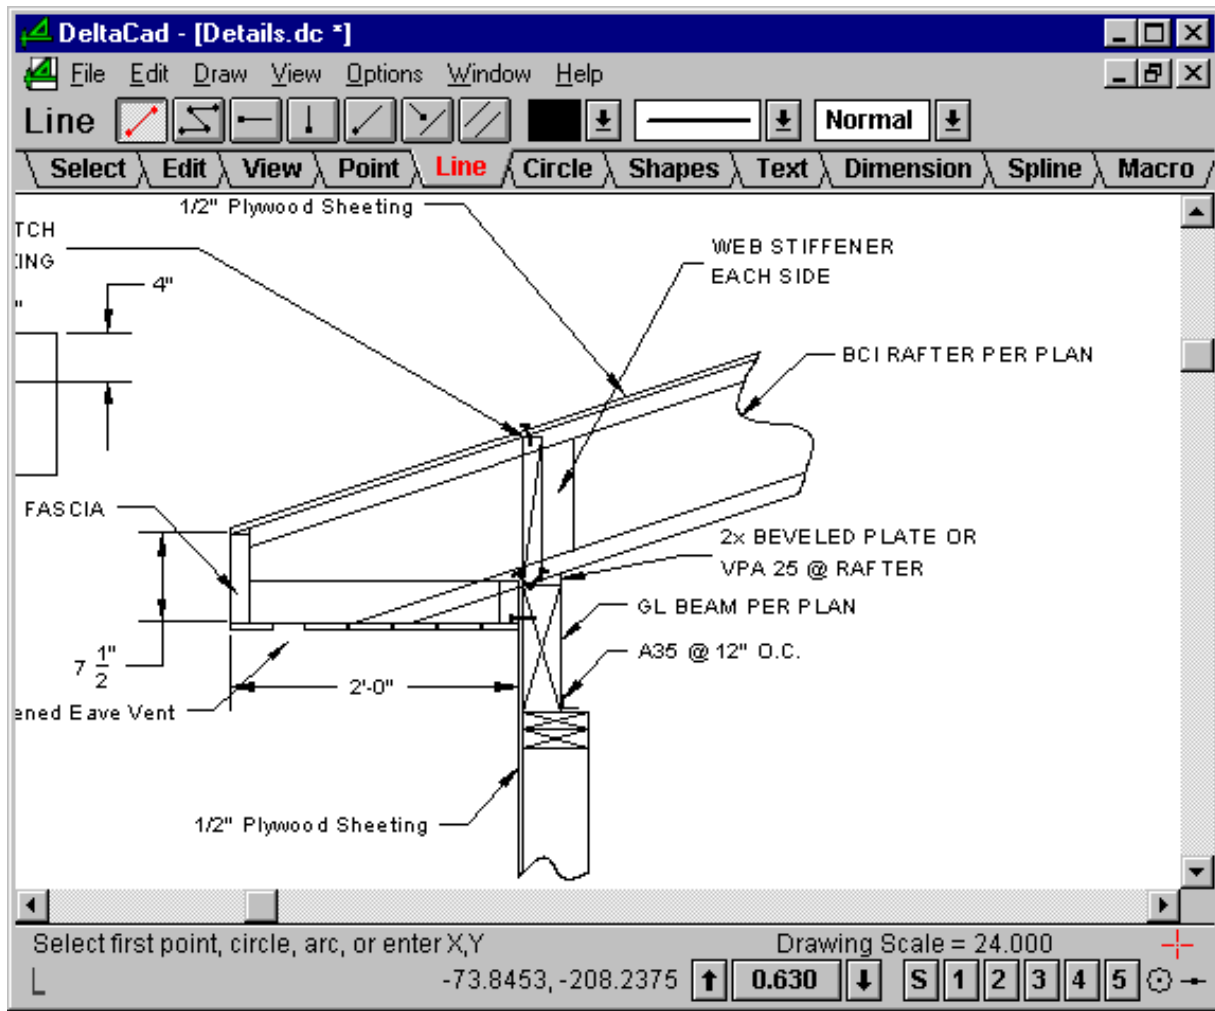 DeltaCad - [Details.dc *]
File Edit Draw View Options Window Help
Line Normal
Select Edit View Point Line Circle Shapes Text Dimension Spline Macro
1/2" Plywood Sheeting
TCH
ING
WEB STIFFENER
EACH SIDE
4"
"
BCI RAFTER PER PLAN
FASCIA
2x BEVELED PLATE OR
VPA 25 @ RAFTER
GL BEAM PER PLAN
A35 @ 12" O.C.
7 1"
2
2'-0"
ened Eave Vent
1/2" Plywood Sheeting
Select first point, circle, arc, or enter X,Y Drawing Scale = 24.000
-73.8453, -208.2375 0.630 S 1 2 3 4 5